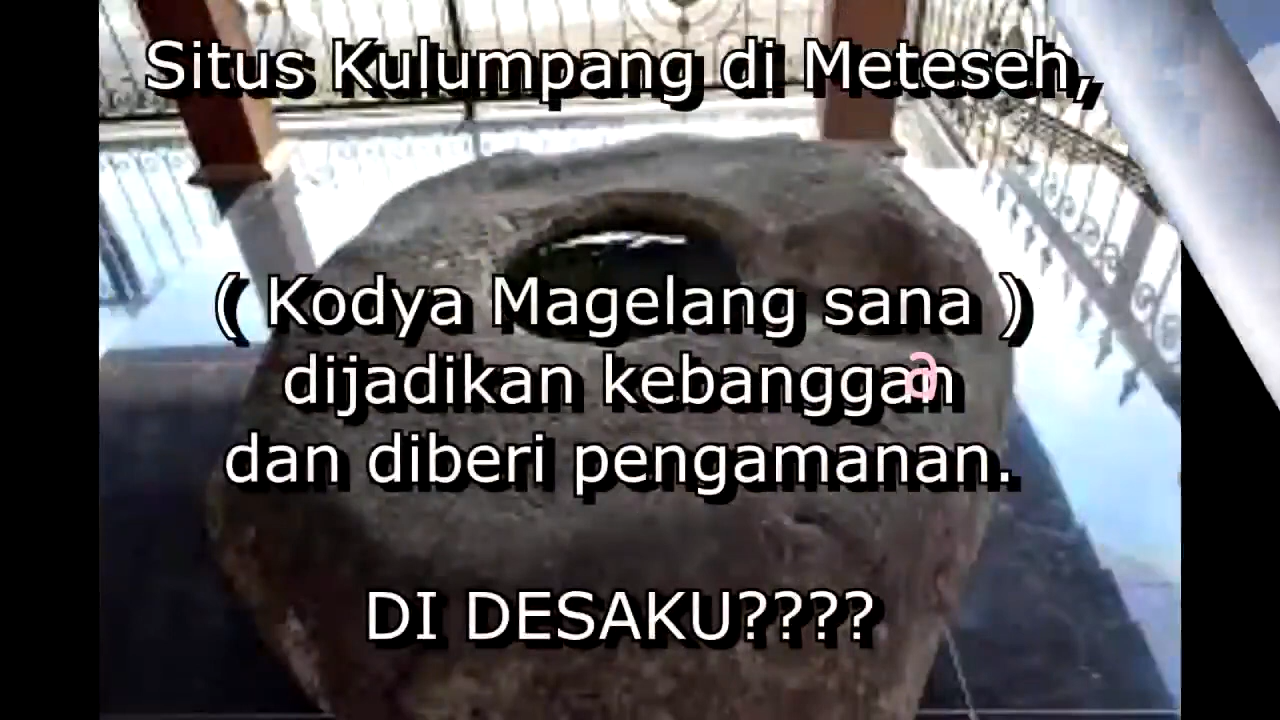 Situs Kulumpang di Meteseh,
( Kodya Magelang sana )
dijadikan kebanggan
a
dan diberi pengamanan.
DI DESAKU????